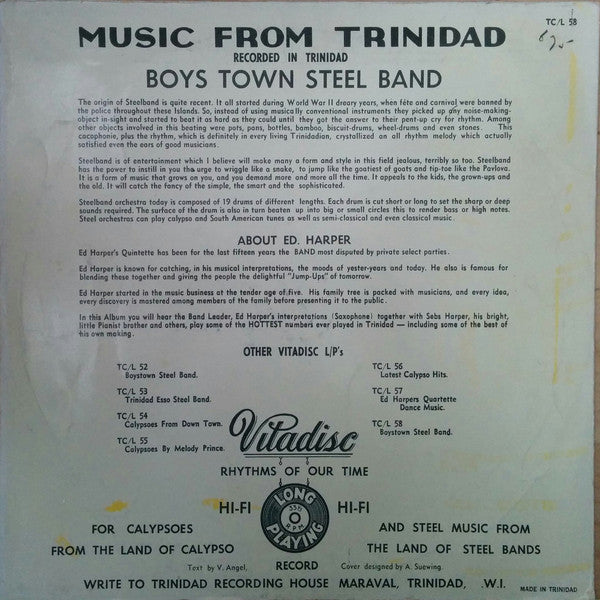 TC/L 58
MUSIC FROM TRINIDAD
RECORDED IN TRINIDAD
BOYS TOWN STEEL BAND
The origin of Steelband is quite recent. It all started during World War II dreary years, when fête and carnival were banned by
the police throughout these Islands. So, instead of using musically conventional instruments they picked up any noise-making-
object in-sight and started to beat it as hard as they could until they got the answer to their pent-up cry for rhythm. Among
other objects involved in this beating were pots, pans, bottles, bamboo, biscuit-drums, wheel-drums and even stones. This
cacophonie, plus the rhythm, which is definitely in every living Trinidadian, crystallized an all rhythm melody which actually
satisfied even the ears of good musicians.
Steelband is of entertainment which I believe will make many a form and style in this field jealous, terribly so too. Steelband
has the power to instill in you the urge to wriggle like a snake, to jump like the goatiest of goats and tip-toe like the Pavlova.
It is a form of music that grows on you, and you demand more and more all the time. It appeals to the kids, the grown-ups and
the old. It will catch the fancy of the simple, the smart and the sophisticated.
Steelband orchestra today is composed of 19 drums of different lengths. Each drum is cut short or long to set the sharp or deep
sounds required. The surface of the drum is also in turn beaten up into big or small circles this to render bass or high notes.
Steel orchestras can play calypso and South American tunes as well as semi-classical and even classical music.
ABOUT ED. HARPER
Ed Harper's Quintette has been for the last fifteen years the BAND most disputed by private select parties.
Ed Harper is known for catching, in his musical interpretations, the moods of yester-years and today. He also is famous for
blending these together and giving the people the delightful "Jump-Ups" of tomorrow.
Ed Harper started in the music business at the tender age of.five. His family tree is packed with musicians, and every idea,
every discovery is mastered among members of the family before presenting it to the public.
In this Album you will hear the Band Leader, Ed Harper's interpretations (Saxophone) together with Sebs Harper, his bright,
little Pianist brother and others, play some of the HOTTEST numbers ever played in Trinidad — including some of the best of
his own making.
OTHER VITADISC L/P's
TC/L 52
Boystown Steel Band.
TC/L 53
Trinidad Esso Steel Band.
TC/L 54
Calypsoes From Down Town.
TC/L 55
Calypsoes By Melody Prince.
TC/L 56
Latest Calypso Hits.
TC/L 57
Ed Harpers Quartette
Dance Music.
TC/L 58
Boystown Steel Band.
Vitadisc
RHYTHMS OF OUR TIME
HI-FI
LONG
33⅓
R.P.M
PLAYING
HI-FI
FOR CALYPSOES
FROM THE LAND OF CALYPSO
AND STEEL MUSIC FROM
THE LAND OF STEEL BANDS
RECORD
Text by V. Angel,
Cover designed by A. Suewing.
WRITE TO TRINIDAD RECORDING HOUSE MARAVAL, TRINIDAD, .W.I.
MADE IN TRINIDAD